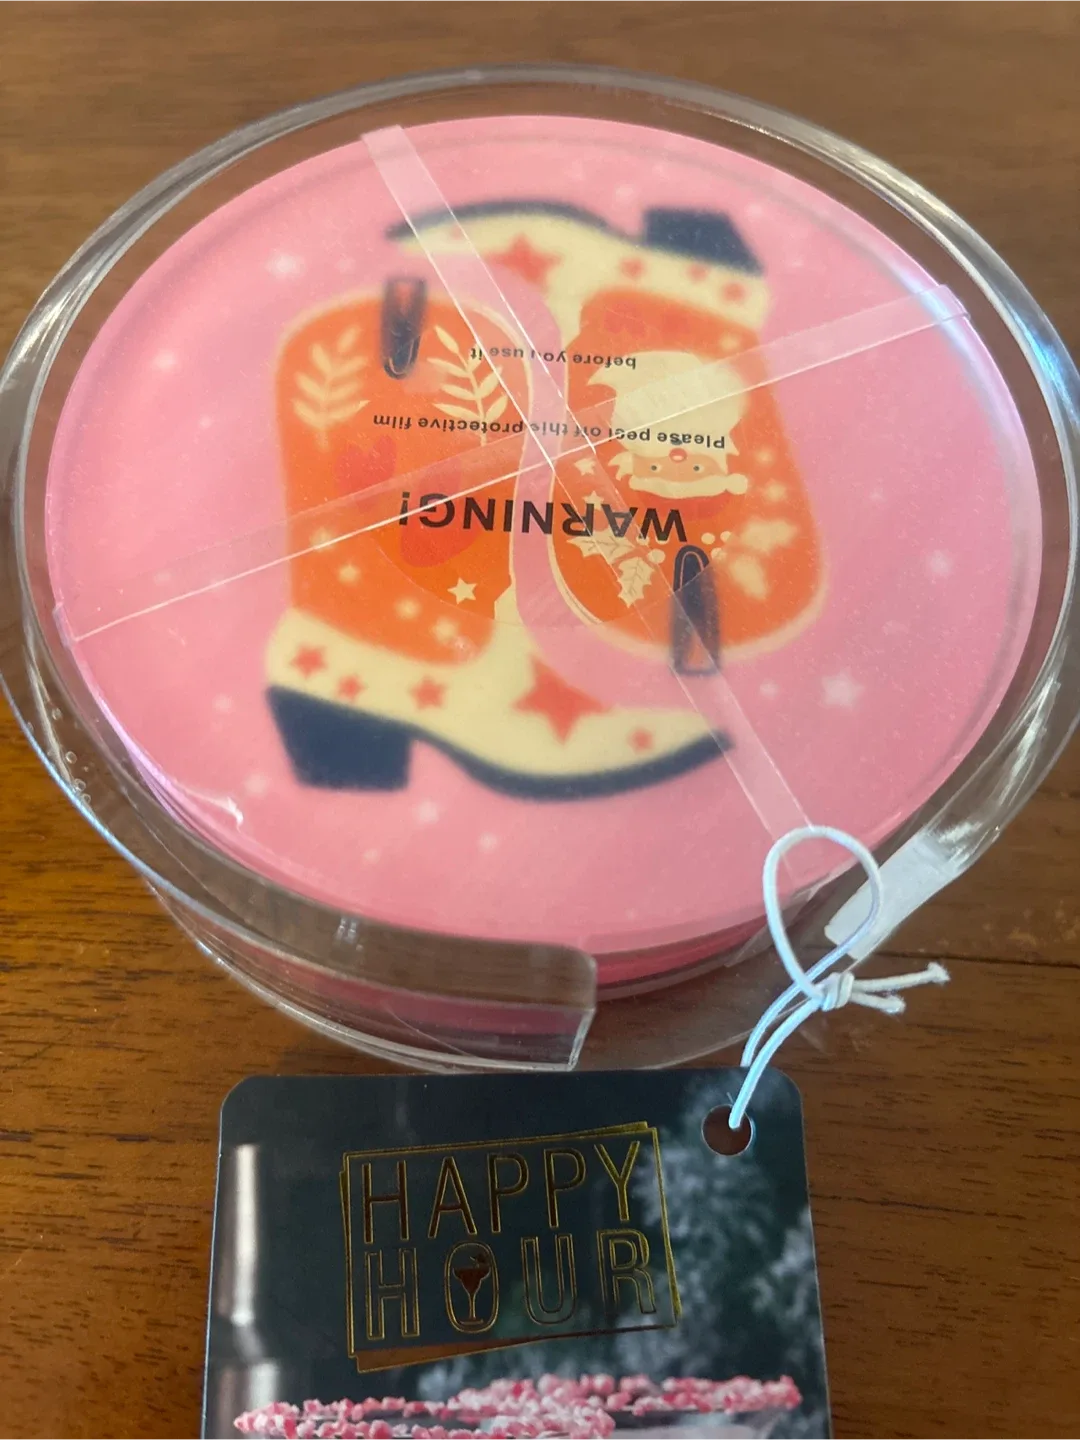 WARNING!
Please peel off this protective film
before you use it
HAPPY
HOUR